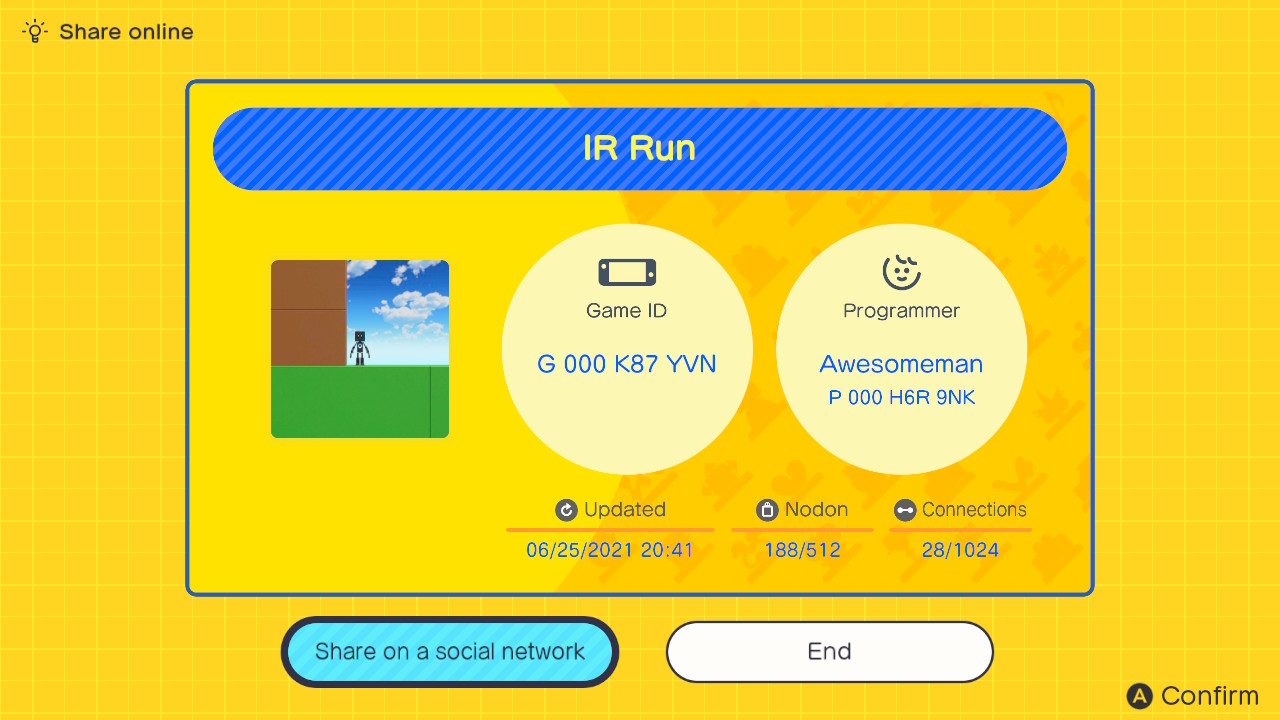 Share online
IR Run
Game ID
G 000 K87 YVN
Programmer
Awesomeman
P 000 H6R 9NK
Updated
06/25/2021 20:41
Nodon
188/512
Connections
28/1024
Share on a social network
End
A Confirm